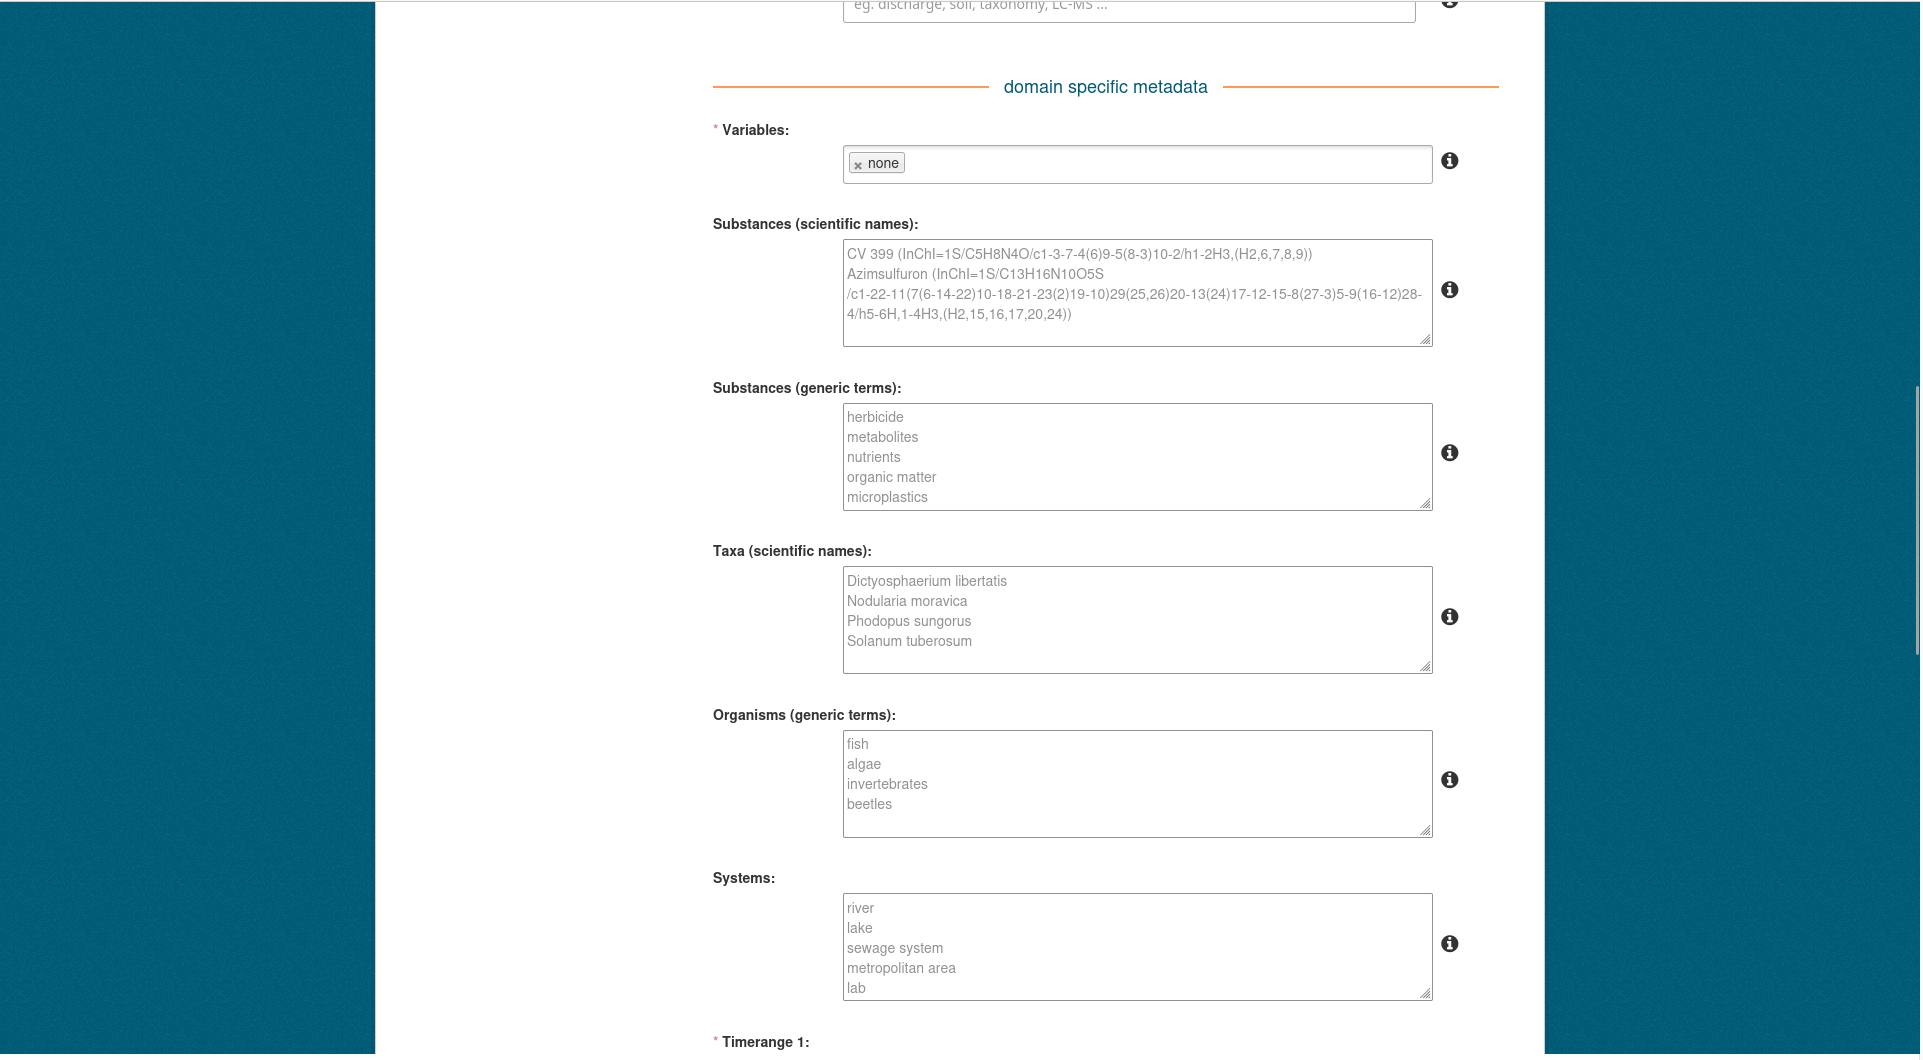 eg. discharge, soil, taxonomy, LC-MS ...
domain specific metadata
* Variables:
× none
Substances (scientific names):
CV 399 (InChI=1S/C5H8N4O/c1-3-7-4(6)9-5(8-3)10-2/h1-2H3,(H2,6,7,8,9))
Azimsulfuron (InChI=1S/C13H16N10O5S
/c1-22-11(7(6-14-22)10-18-21-23(2)19-10)29(25,26)20-13(24)17-12-15-8(27-3)5-9(16-12)28-
4/h5-6H,1-4H3,(H2,15,16,17,20,24))
Substances (generic terms):
herbicide
metabolites
nutrients
organic matter
microplastics
Taxa (scientific names):
Dictyosphaerium libertatis
Nodularia moravica
Phodopus sungorus
Solanum tuberosum
Organisms (generic terms):
fish
algae
invertebrates
beetles
Systems:
river
lake
sewage system
metropolitan area
lab
* Timerange 1: